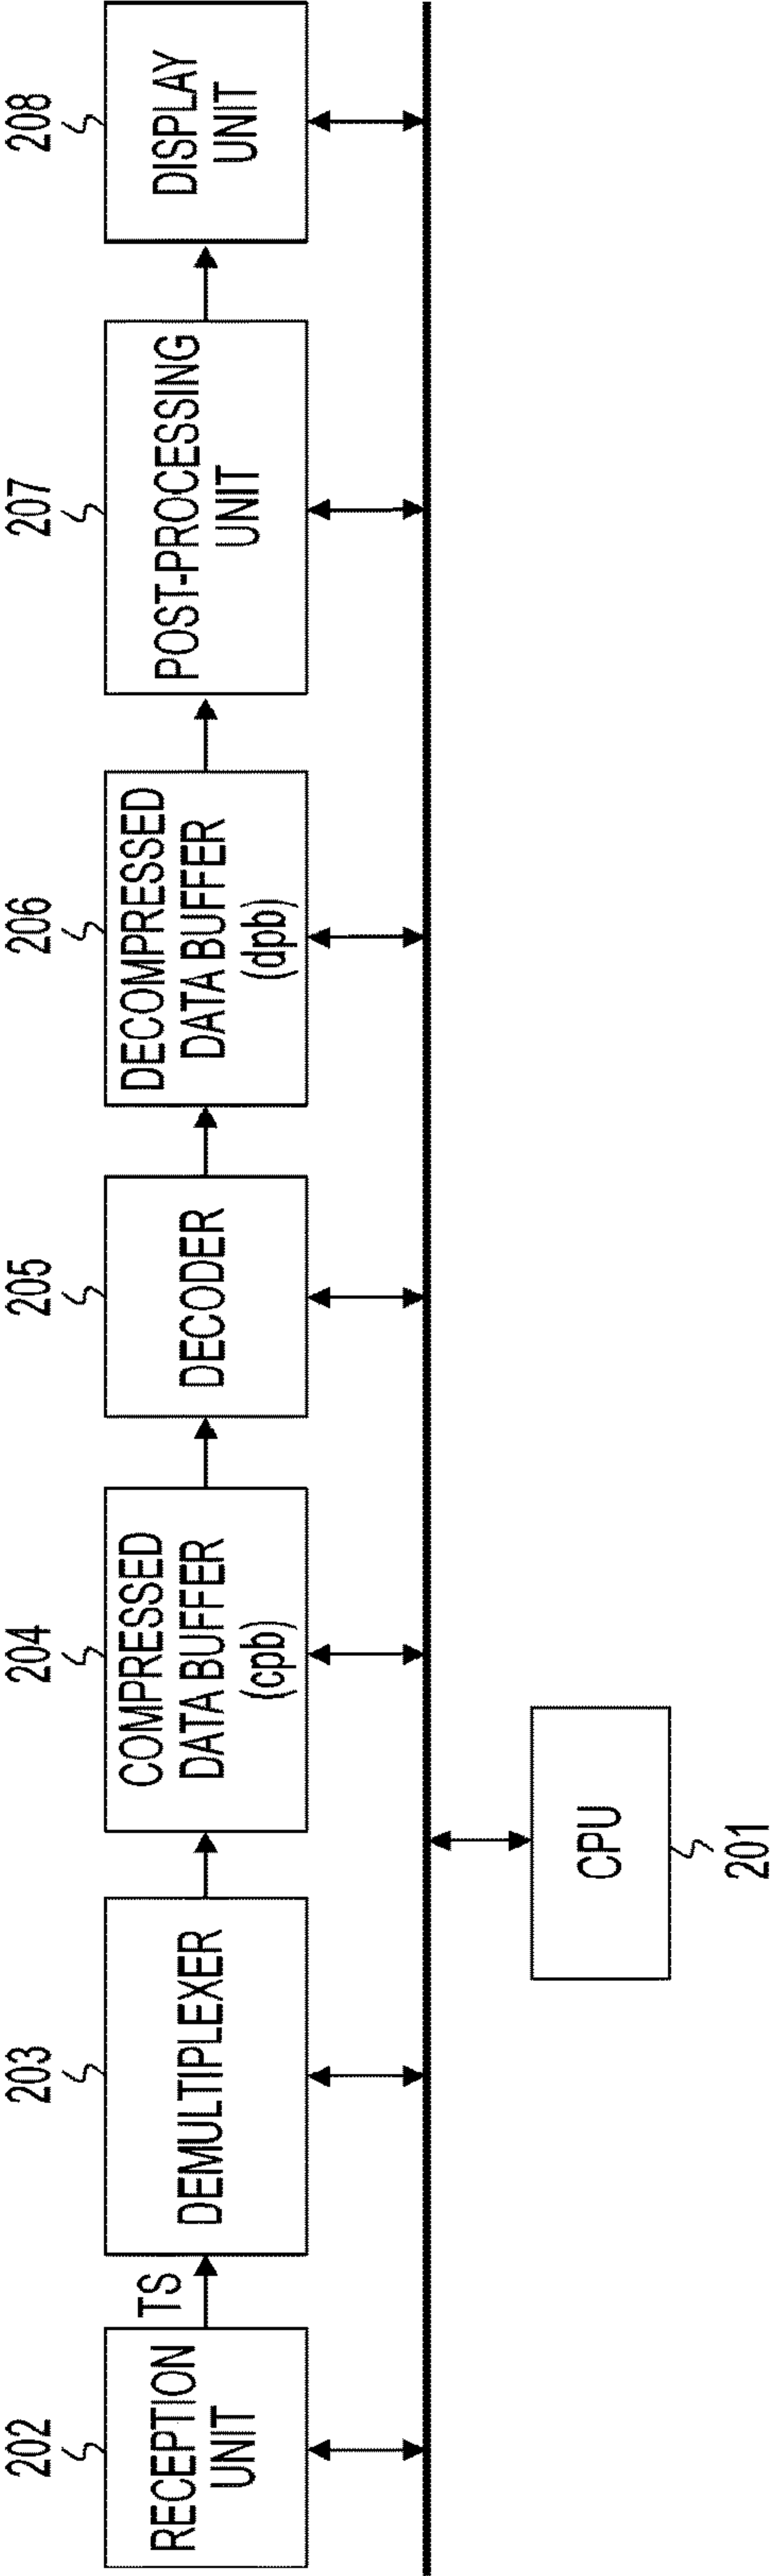 202
203
204
205
206
207
208
RECEPTION
UNIT
TS
DEMULTIPLEXER
COMPRESSED
DATA BUFFER
(cpb)
DECODER
DECOMPRESSED
DATA BUFFER
(dpb)
POST-PROCESSING
UNIT
DISPLAY
UNIT
CPU
201